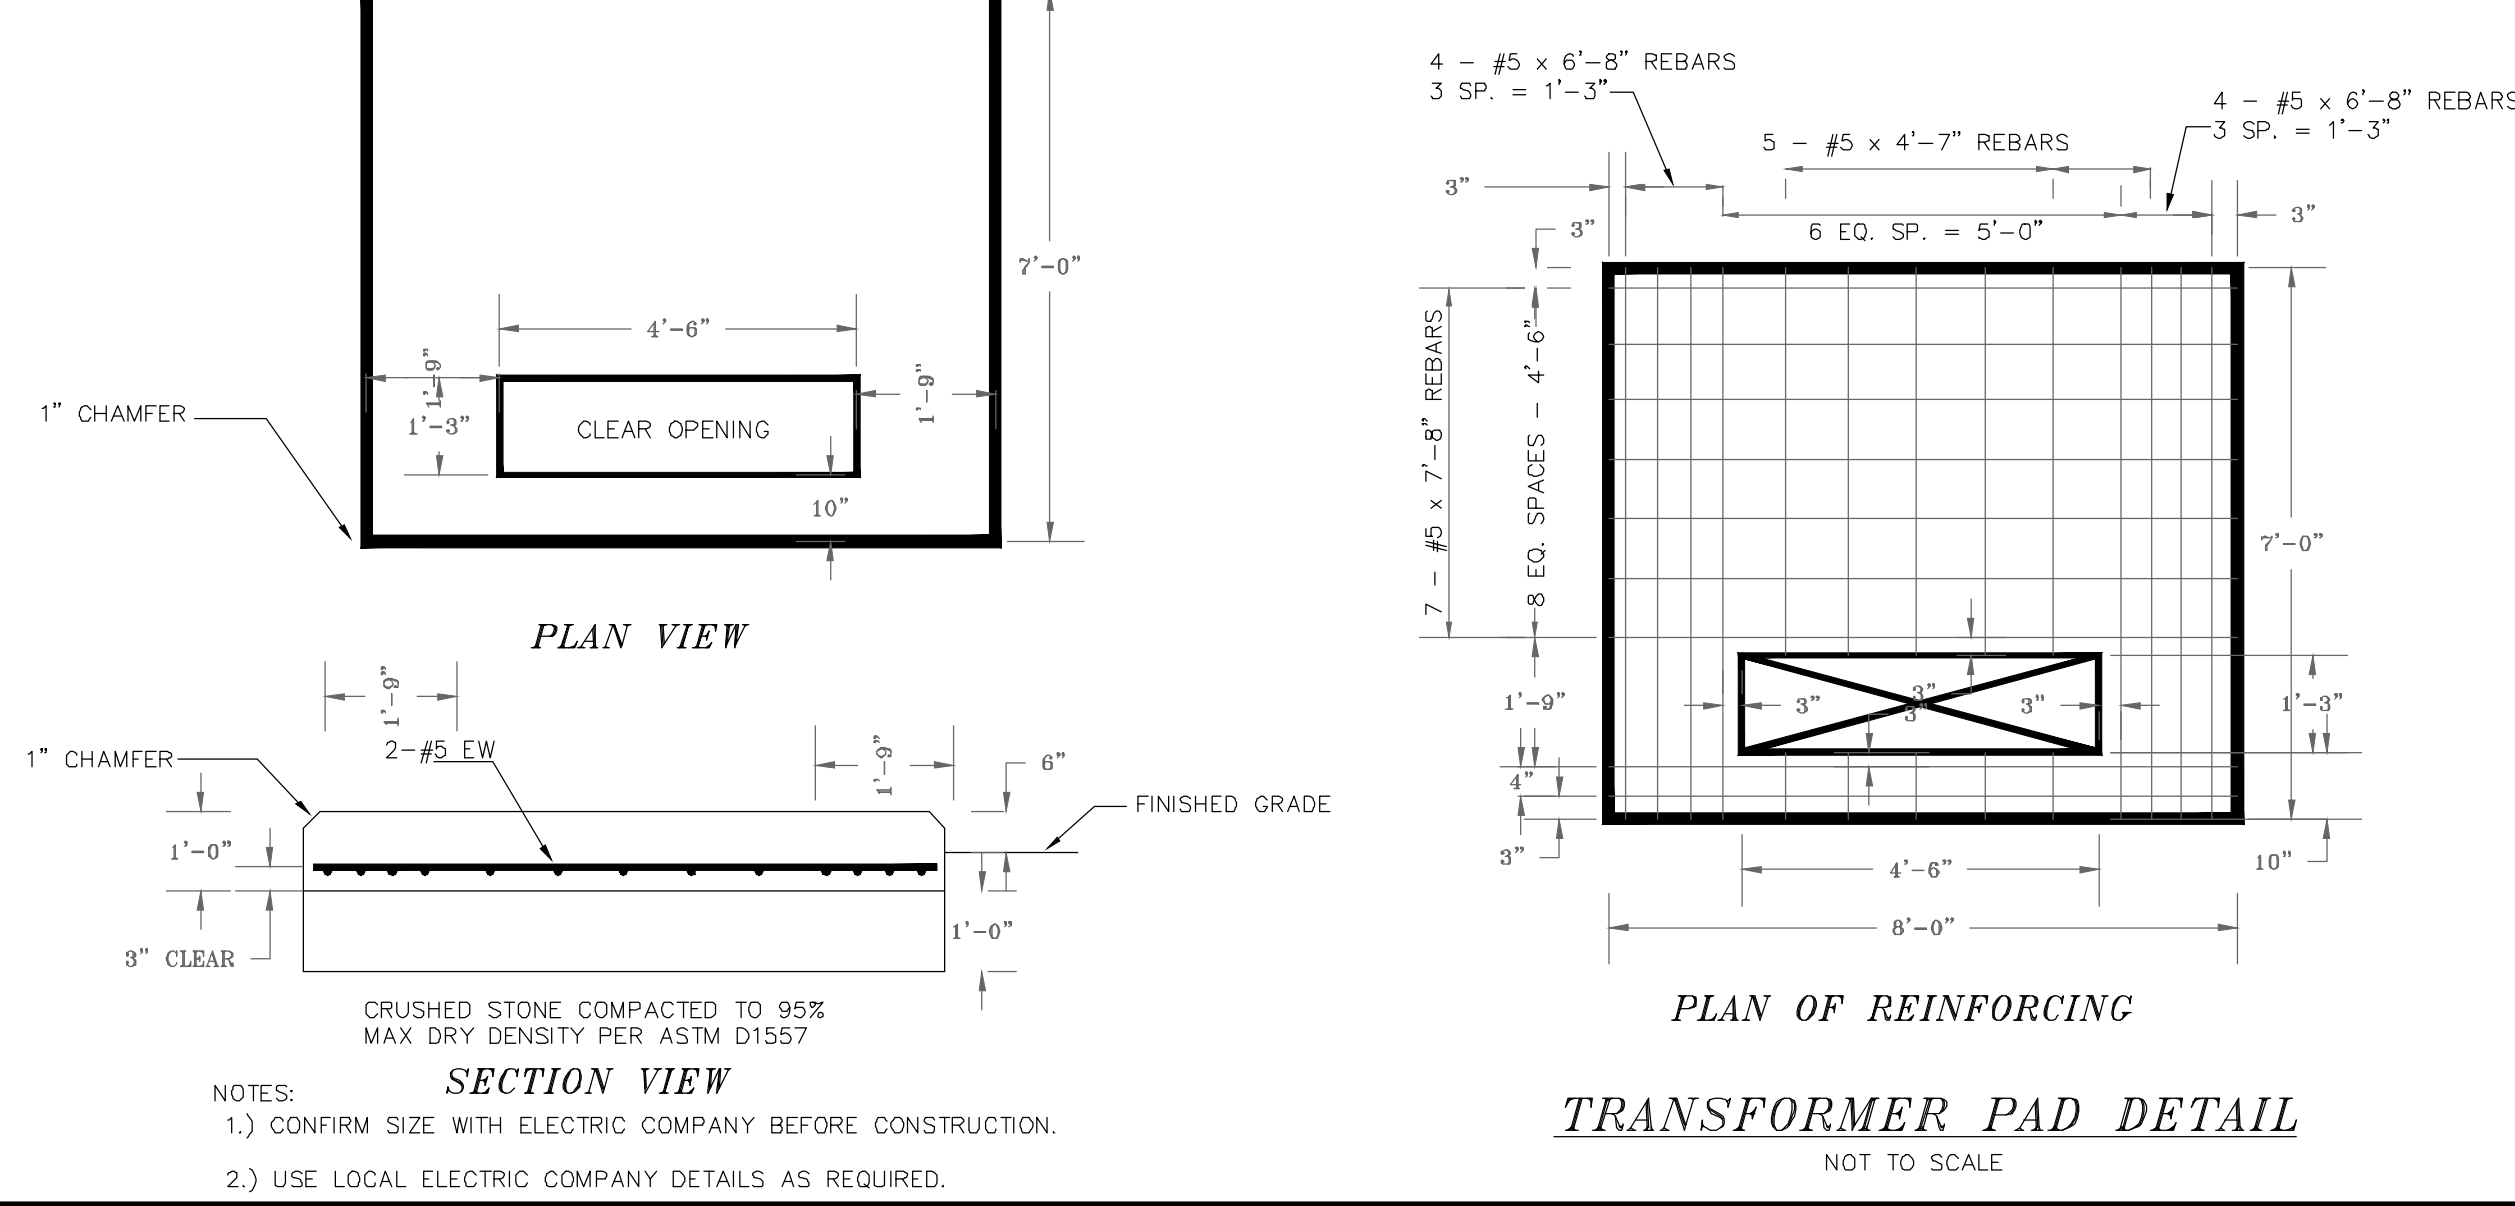 7'-0"
4'-6"
1'-9"
1'-9"
1'-3"
1" CHAMFER
CLEAR OPENING
10"
PLAN VIEW
1'-9"
1" CHAMFER
2-#5 EW
1'-9"
6"
FINISHED GRADE
1'-0"
1'-0"
3" CLEAR
CRUSHED STONE COMPACTED TO 95%
MAX DRY DENSITY PER ASTM D1557
SECTION VIEW
NOTES:
1.) CONFIRM SIZE WITH ELECTRIC COMPANY BEFORE CONSTRUCTION.
2.) USE LOCAL ELECTRIC COMPANY DETAILS AS REQUIRED.
4 - #5 x 6'-8" REBARS
3 SP. = 1'-3"
4 - #5 x 6'-8" REBARS
3 SP. = 1'-3"
5 - #5 x 4'-7" REBARS
3"
3"
3"
6 EQ. SP. = 5'-0"
7 - #5 x 7'-8" REBARS
8 EQ. SPACES - 4'-6"
7'-0"
1'-9"
3"
3"
3"
3"
1'-3"
4"
3"
10"
4'-6"
8'-0"
PLAN OF REINFORCING
TRANSFORMER PAD DETAIL
NOT TO SCALE